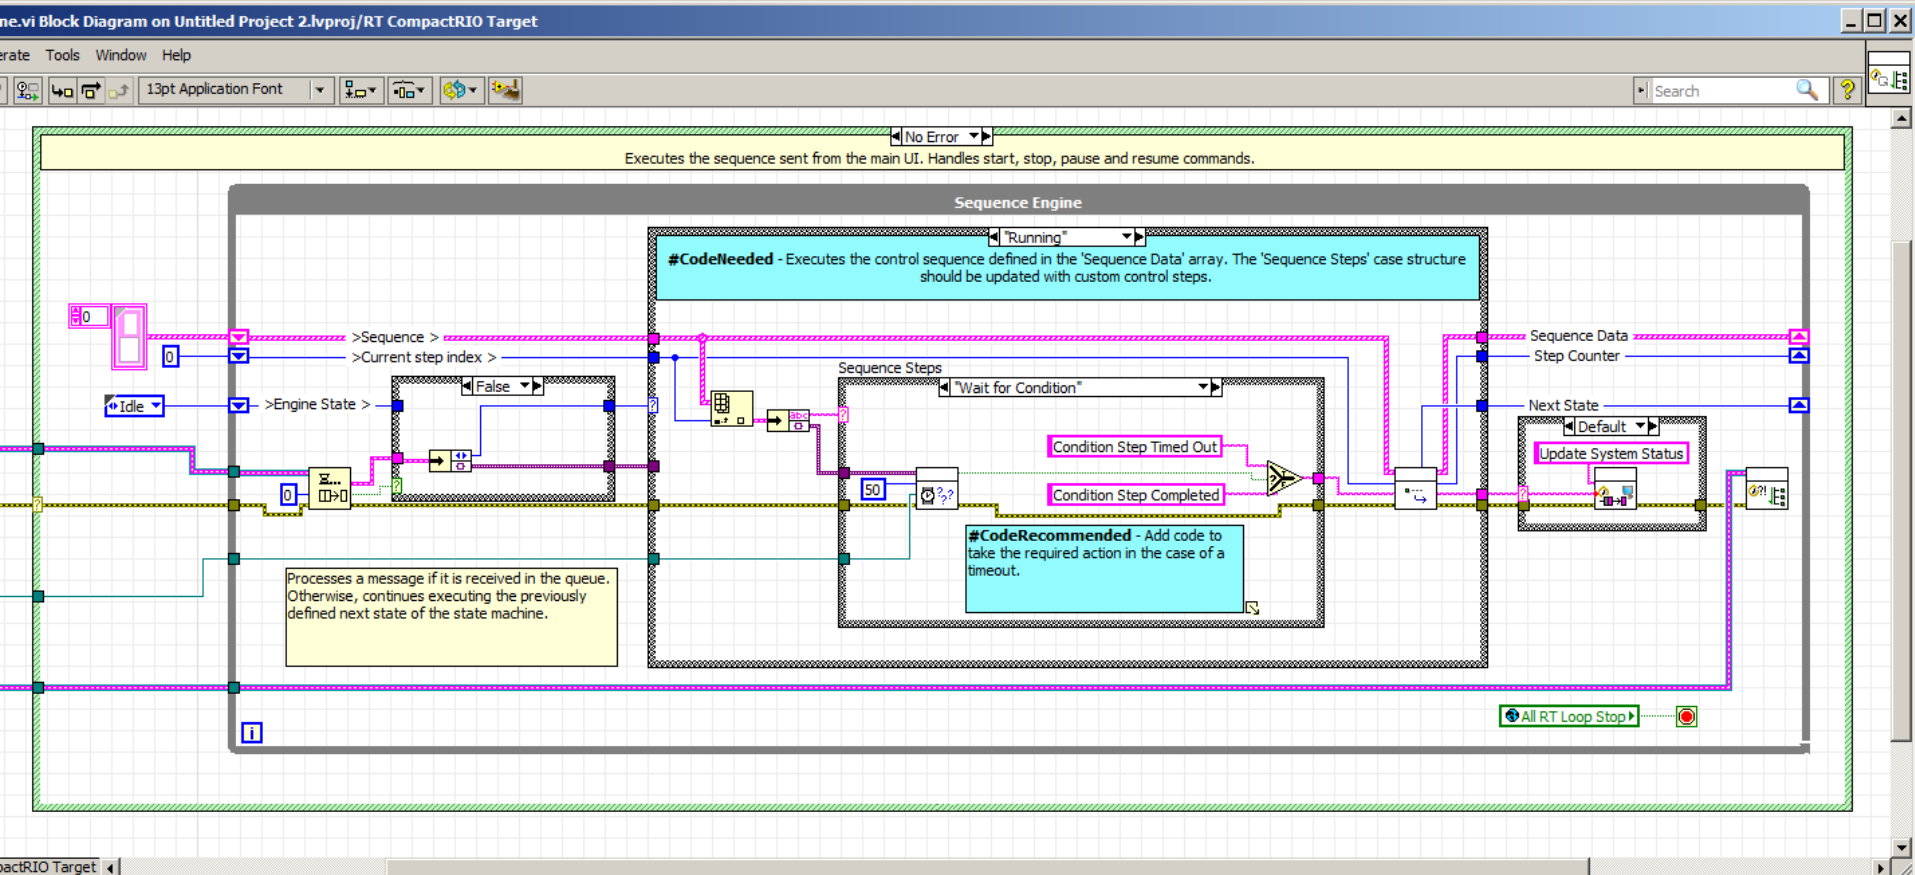 ne.vi Block Diagram on Untitled Project 2.lvproj/RT CompactRIO Target
erate Tools Window Help
13pt Application Font
Search
No Error
Executes the sequence sent from the main UI. Handles start, stop, pause and resume commands.
Sequence Engine
"Running"
#CodeNeeded - Executes the control sequence defined in the 'Sequence Data' array. The 'Sequence Steps' case structure
should be updated with custom control steps.
0
>Sequence >
Sequence Data
0
>Current step index >
Step Counter
Sequence Steps
False
"Wait for Condition"
Idle
>Engine State >
Next State
abc
Default
Condition Step Timed Out
Update System Status
0
50
Condition Step Completed
#CodeRecommended - Add code to
take the required action in the case of a
timeout.
Processes a message if it is received in the queue.
Otherwise, continues executing the previously
defined next state of the state machine.
All RT Loop Stop
i
pactRIO Target